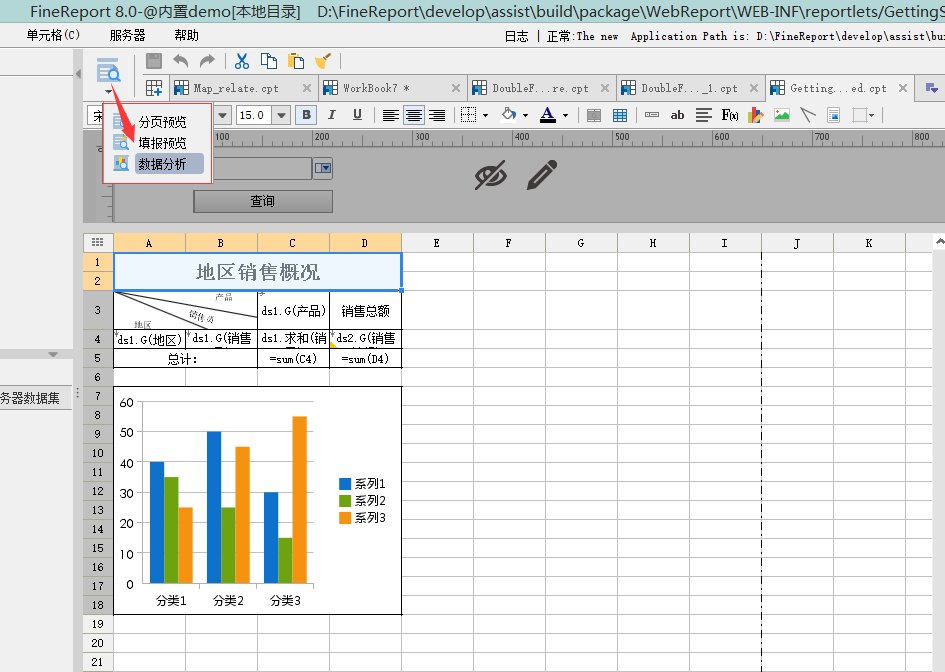 FineReport 8.0-@内置demo[本地目录] D:\FineReport\develop\assist\build\package\WebReport\WEB-INF\reportlets/GettingS
单元格(C) 服务器 帮助 日志 | 正常:The new Application Path is: D:\FineReport\develop\assist\bu
Map_relate.cpt WorkBook7 * DoubleF...re.cpt DoubleF..._1.cpt Getting...ed.cpt
宋 15.0 B I U A ab F(x)
分页预览
填报预览
数据分析
100 200 300 400 500 600 700 800
查询
A B C D E F G H I J K
1
2
地区销售概况
3 产品 销售员 地区 ds1.G(产品) 销售总额
4 ds1.G(地区) ds1.G(销售 ds1.求和(销 ds2.G(销售
5 总计: =sum(C4) =sum(D4)
务器数据集
6
7
8
9
10
11
12
13
14
15
16
17
18
19
20
21
60
50
40
30
20
10
0
分类1 分类2 分类3
系列1
系列2
系列3